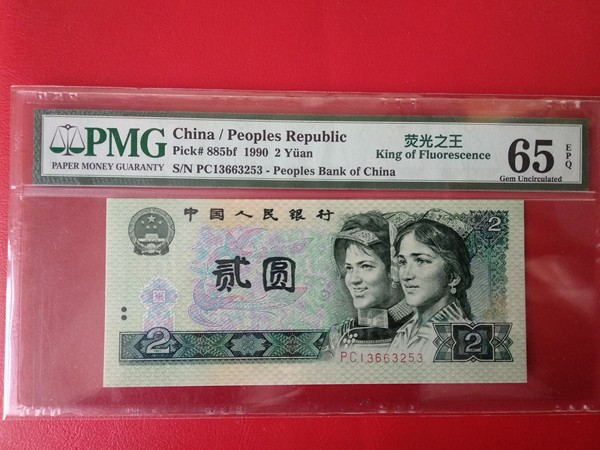 PMG
PAPER MONEY GUARANTY
China / Peoples Republic
Pick# 885bf 1990 2 Yüan
S/N PC13663253 - Peoples Bank of China
荧光之王
King of Fluorescence
65
EPQ
Gem Uncirculated
中国人民银行
贰圆
2
2
2
PC13663253